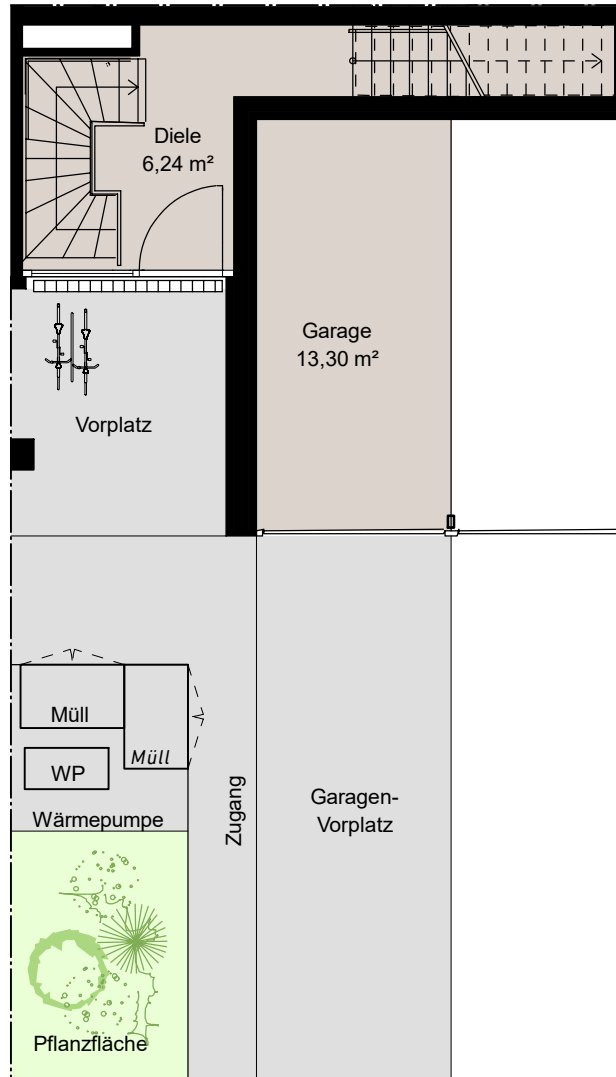 Diele
6,24 m²
Garage
13,30 m²
Vorplatz
Müll
Müll
WP
Wärmepumpe
Zugang
Garagen-
Vorplatz
Pflanzfläche